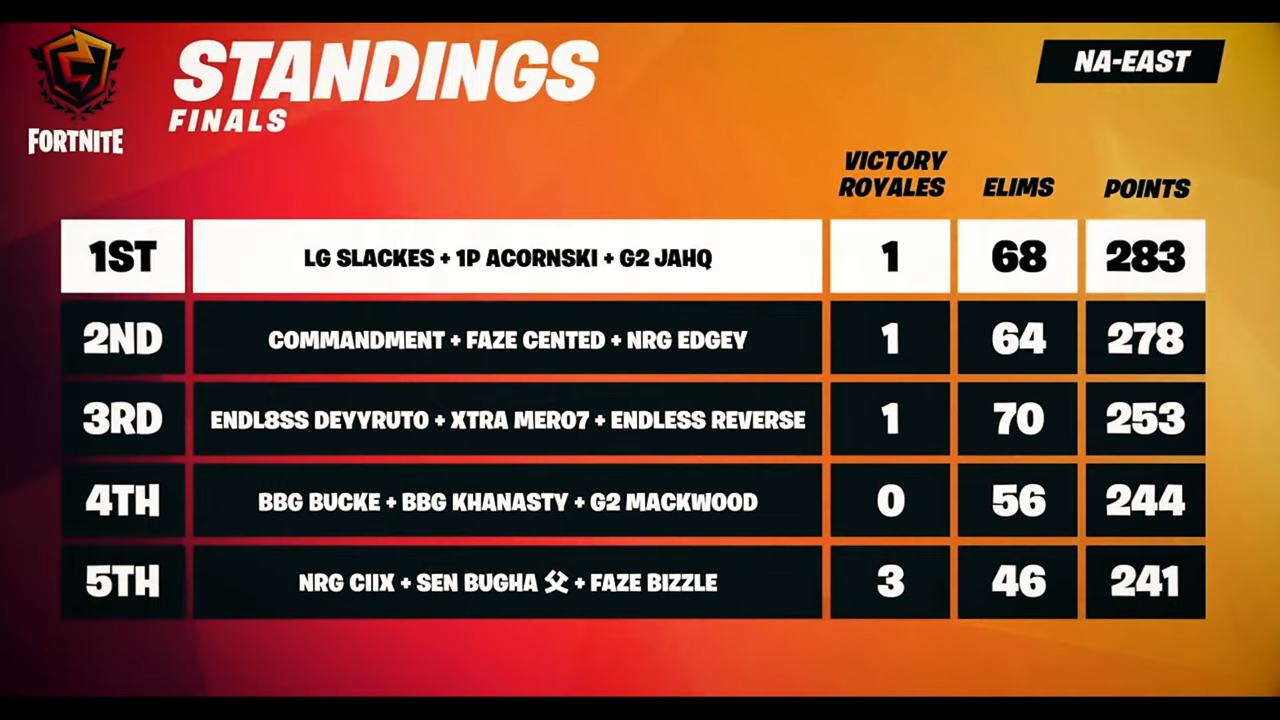 STANDINGS
FINALS
FORTNITE
NA-EAST
VICTORY
ROYALES
ELIMS
POINTS
1ST LG SLACKES + 1P ACORNSKI + G2 JAHQ 1 68 283
2ND COMMANDMENT + FAZE CENTED + NRG EDGEY 1 64 278
3RD ENDL8SS DEYYRUTO + XTRA MERO7 + ENDLESS REVERSE 1 70 253
4TH BBG BUCKE + BBG KHANASTY + G2 MACKWOOD 0 56 244
5TH NRG CIIX + SEN BUGHA 父 + FAZE BIZZLE 3 46 241